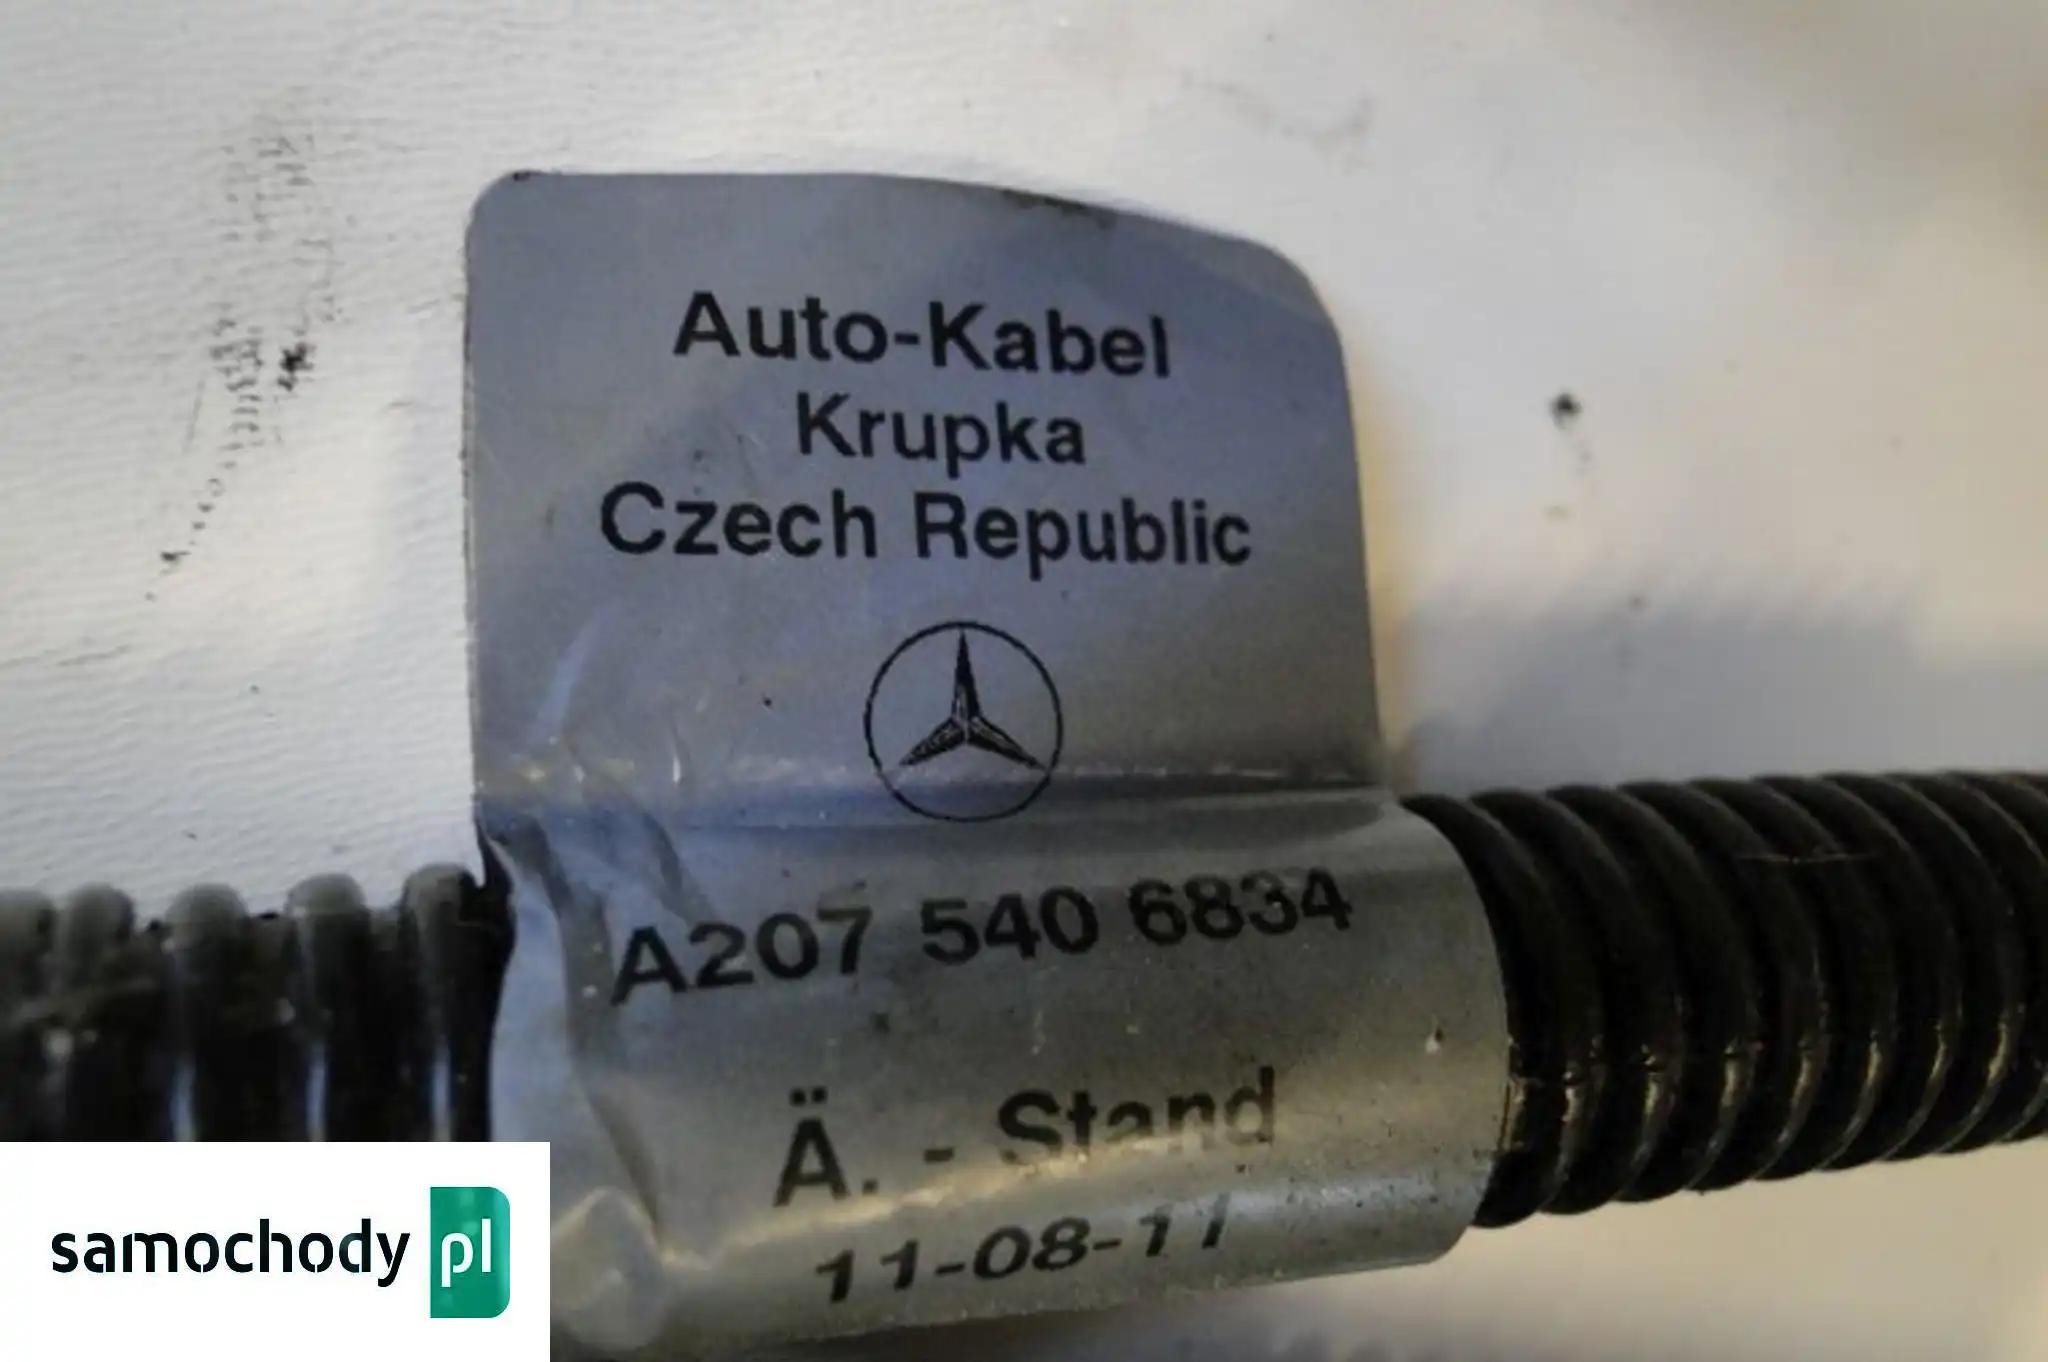 Auto-Kabel
Krupka
Czech Republic
A207 540 6834
Ä. - Stand
11-08-11
samochody pl